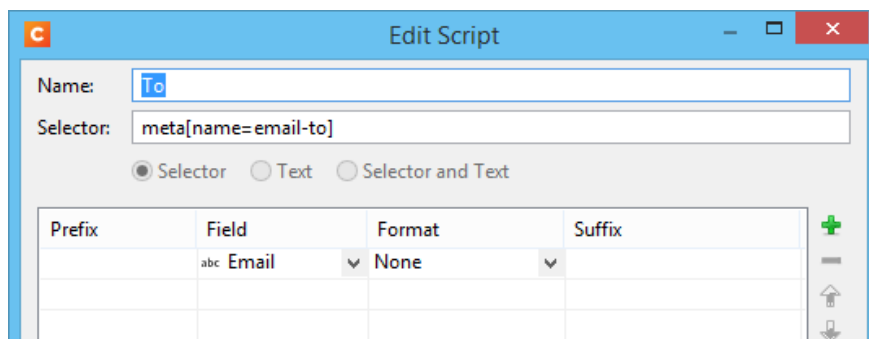 C
Edit Script
Name: To
Selector: meta[name=email-to]
Selector Text Selector and Text
Prefix Field Format Suffix
abc Email None